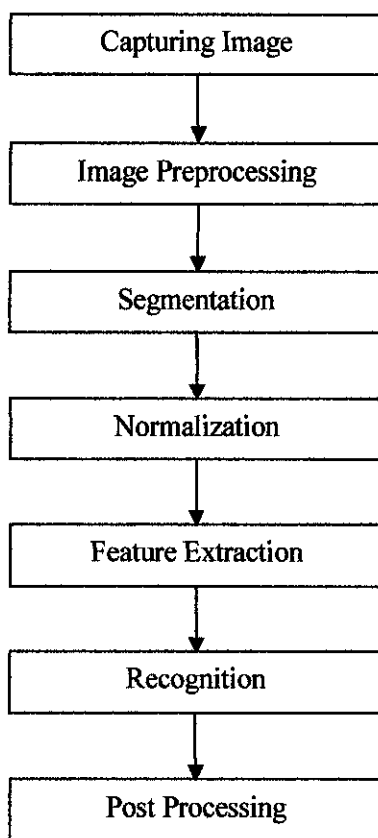 Capturing Image
Image Preprocessing
Segmentation
Normalization
Feature Extraction
Recognition
Post Processing